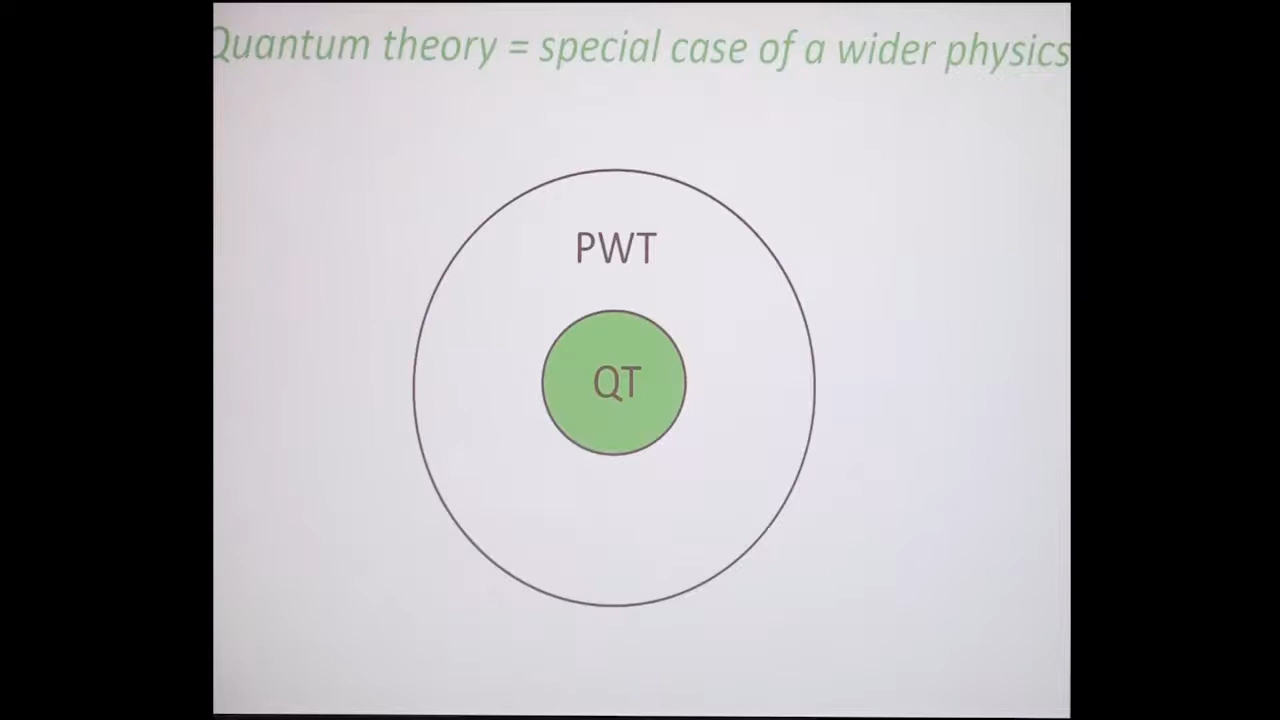 Quantum theory = special case of a wider physics
PWT
QT